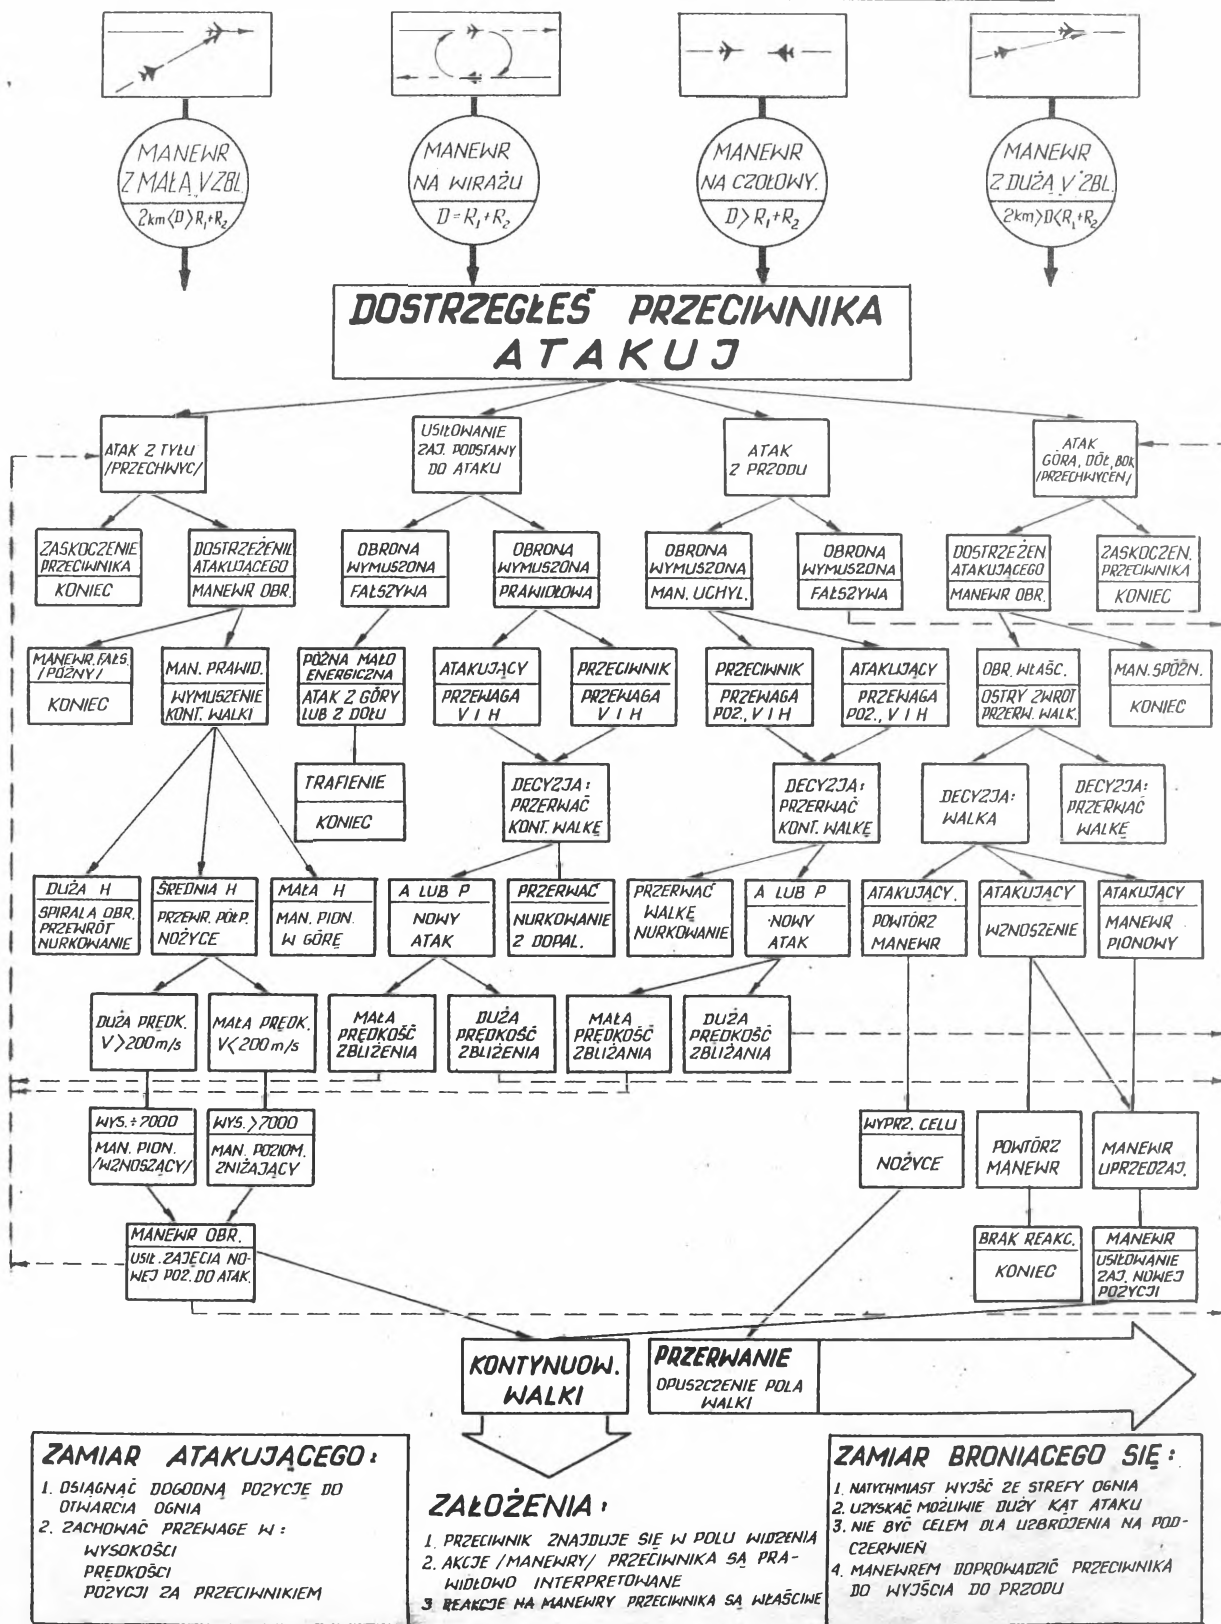 MANEWR
Z MAŁĄ V ZBL.
2km<D>R₁+R₂
MANEWR
NA WIRAŻU
D=R₁+R₂
MANEWR
NA CZOŁOWY.
D>R₁+R₂
MANEWR
Z DUŻĄ V ZBL.
2km>D<R₁+R₂
DOSTRZEGŁEŚ PRZECIWNIKA
ATAKUJ
ATAK Z TYŁU
/PRZECHWYC/
USIŁOWANIE
ZAJ. PODSTAWY
DO ATAKU
ATAK
Z PRZODU
ATAK
GÓRA, DÓŁ, BOK
/PRZECHWYCEN/
ZASKOCZENIE
PRZECIWNIKA
KONIEC
DOSTRZEŻENIE
ATAKUJĄCEGO
MANEWR OBR.
OBRONA
WYMUSZONA
FAŁSZYWA
OBRONA
WYMUSZONA
PRAWIDŁOWA
OBRONA
WYMUSZONA
MAN. UCHYL.
OBRONA
WYMUSZONA
FAŁSZYWA
DOSTRZEŻEN
ATAKUJĄCEGO
MANEWR OBR.
ZASKOCZEN.
PRZECIWNIKA
KONIEC
MANEWR. FAŁS.
/PÓŹNY/
KONIEC
MAN. PRAWID.
WYMUSZENIE
KONT. WALKI
PÓŹNA MAŁO
ENERGICZNA
ATAK Z GÓRY
LUB Z DOŁU
ATAKUJĄCY
PRZEWAGA
V I H
PRZECIWNIK
PRZEWAGA
V I H
PRZECIWNIK
PRZEWAGA
POZ., V I H
ATAKUJĄCY
PRZEWAGA
POZ., V I H
OBR. WŁAŚC.
OSTRY ZWROT
PRZERW. WALK.
MAN. SPÓŹN.
KONIEC
TRAFIENIE
KONIEC
DECYZJA:
PRZERWAĆ
KONT. WALKĘ
DECYZJA:
PRZERWAĆ
KONT. WALKĘ
DECYZJA:
WALKA
DECYZJA:
PRZERWAĆ
WALKĘ
DUŻA H
SPIRALA OBR.
PRZEWRÓT
NURKOWANIE
ŚREDNIA H
PRZEWR. PÓŁP.
NOŻYCE
MAŁA H
MAN. PION.
W GÓRĘ
A LUB P
NOWY
ATAK
PRZERWAĆ
NURKOWANIE
Z DOPAL.
PRZERWAĆ
WALKĘ
NURKOWANIE
A LUB P
NOWY
ATAK
ATAKUJĄCY.
POWTÓRZ
MANEWR
ATAKUJĄCY
WZNOSZENIE
ATAKUJĄCY
MANEWR
PIONOWY
DUŻA PRĘDK.
V>200m/s
MAŁA PRĘDK.
V<200m/s
MAŁA
PRĘDKOŚĆ
ZBLIŻENIA
DUŻA
PRĘDKOŚĆ
ZBLIŻENIA
MAŁA
PRĘDKOŚĆ
ZBLIŻANIA
DUŻA
PRĘDKOŚĆ
ZBLIŻANIA
WYS.÷7000
MAN. PION.
/WZNOSZĄCY/
WYS.>7000
MAN. POZIOM.
ZNIŻAJĄCY
WYPRZ. CELU
NOŻYCE
POWTÓRZ
MANEWR
MANEWR
UPRZEDZAJ.
MANEWR OBR.
USIŁ. ZAJĘCIA NO-
WEJ POZ. DO ATAK.
BRAK REAKC.
KONIEC
MANEWR
USIŁOWANIE
ZAJ. NOWEJ
POZYCJI
KONTYNUOW.
WALKI
PRZERWANIE
OPUSZCZENIE POLA
WALKI
ZAMIAR ATAKUJĄCEGO:
1. OSIĄGNĄĆ DOGODNĄ POZYCJĘ DO
OTWARCIA OGNIA
2. ZACHOWAĆ PRZEWAGE W:
WYSOKOŚCI
PRĘDKOŚCI
POZYCJI ZA PRZECIWNIKIEM
ZAŁOŻENIA:
1. PRZECIWNIK ZNAJDUJE SIĘ W POLU WIDZENIA
2. AKCJE /MANEWRY/ PRZECIWNIKA SĄ PRA-
WIDŁOWO INTERPRETOWANE
3 REAKCJE NA MANEWRY PRZECIWNIKA SĄ WŁAŚCIWE
ZAMIAR BRONIACEGO SIĘ:
1. NATYCHMIAST WYJŚĆ ZE STREFY OGNIA
2. UZYSKAĆ MOŻLIWIE DUŻY KĄT ATAKU
3. NIE BYĆ CELEM DLA UZBROJENIA NA POD-
CZERWIEŃ
4. MANEWREM DOPROWADZIĆ PRZECIWNIKA
DO WYJŚCIA DO PRZODU